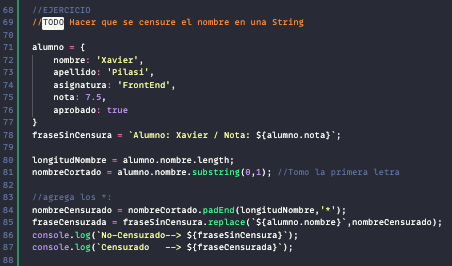 68 //EJERCICIO
69 //TODO Hacer que se censure el nombre en una String
70
71 alumno = {
72     nombre: 'Xavier',
73     apellido: 'Pilasi',
74     asignatura: 'FrontEnd',
75     nota: 7.5,
76     aprobado: true
77 }
78 fraseSinCensura = `Alumno: Xavier / Nota: ${alumno.nota}`;
79
80 longitudNombre = alumno.nombre.length;
81 nombreCortado = alumno.nombre.substring(0,1); //Tomo la primera letra
82
83 //agrega los *:
84 nombreCensurado = nombreCortado.padEnd(longitudNombre,'*');
85 fraseCensurada = fraseSinCensura.replace(`${alumno.nombre}`,nombreCensurado);
86 console.log(`No-Censurado--> ${fraseSinCensura}`);
87 console.log(`Censurado   --> ${fraseCensurada}`);
88